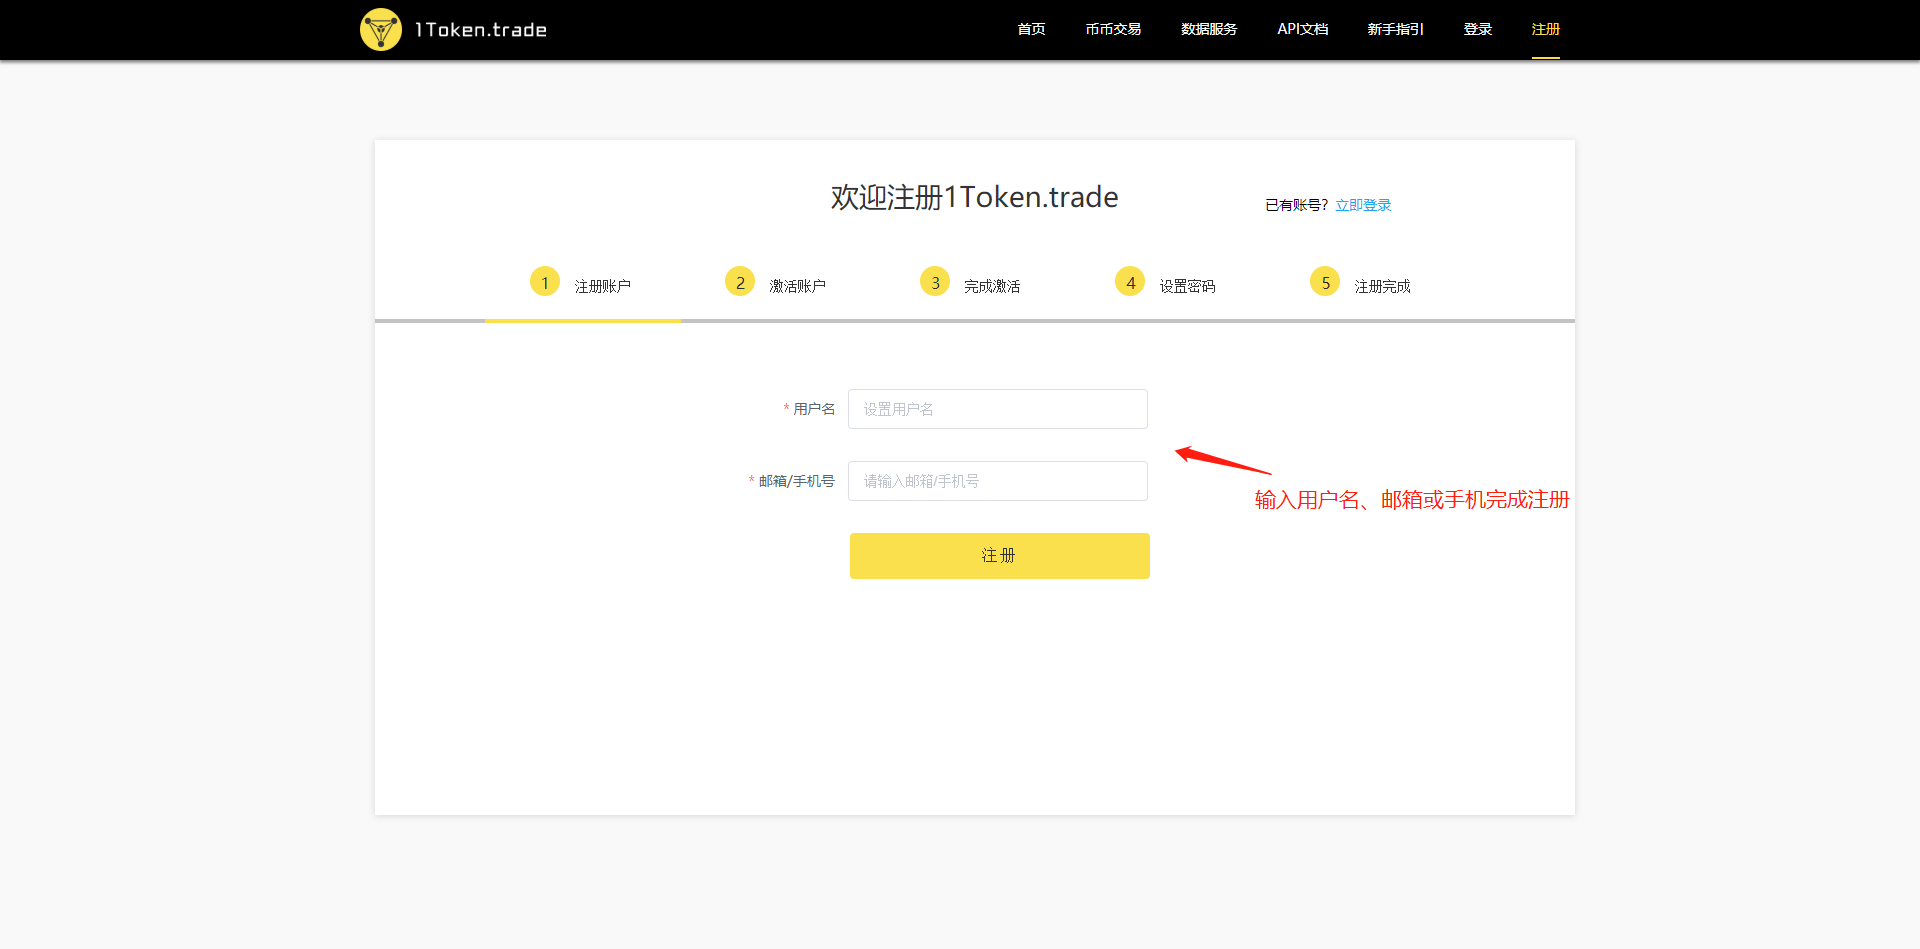 1Token.trade
首页 币币交易 数据服务 API文档 新手指引 登录 注册
欢迎注册1Token.trade
已有账号? 立即登录
1 注册账户 2 激活账户 3 完成激活 4 设置密码 5 注册完成
* 用户名 设置用户名
* 邮箱/手机号 请输入邮箱/手机号
输入用户名、邮箱或手机完成注册
注册